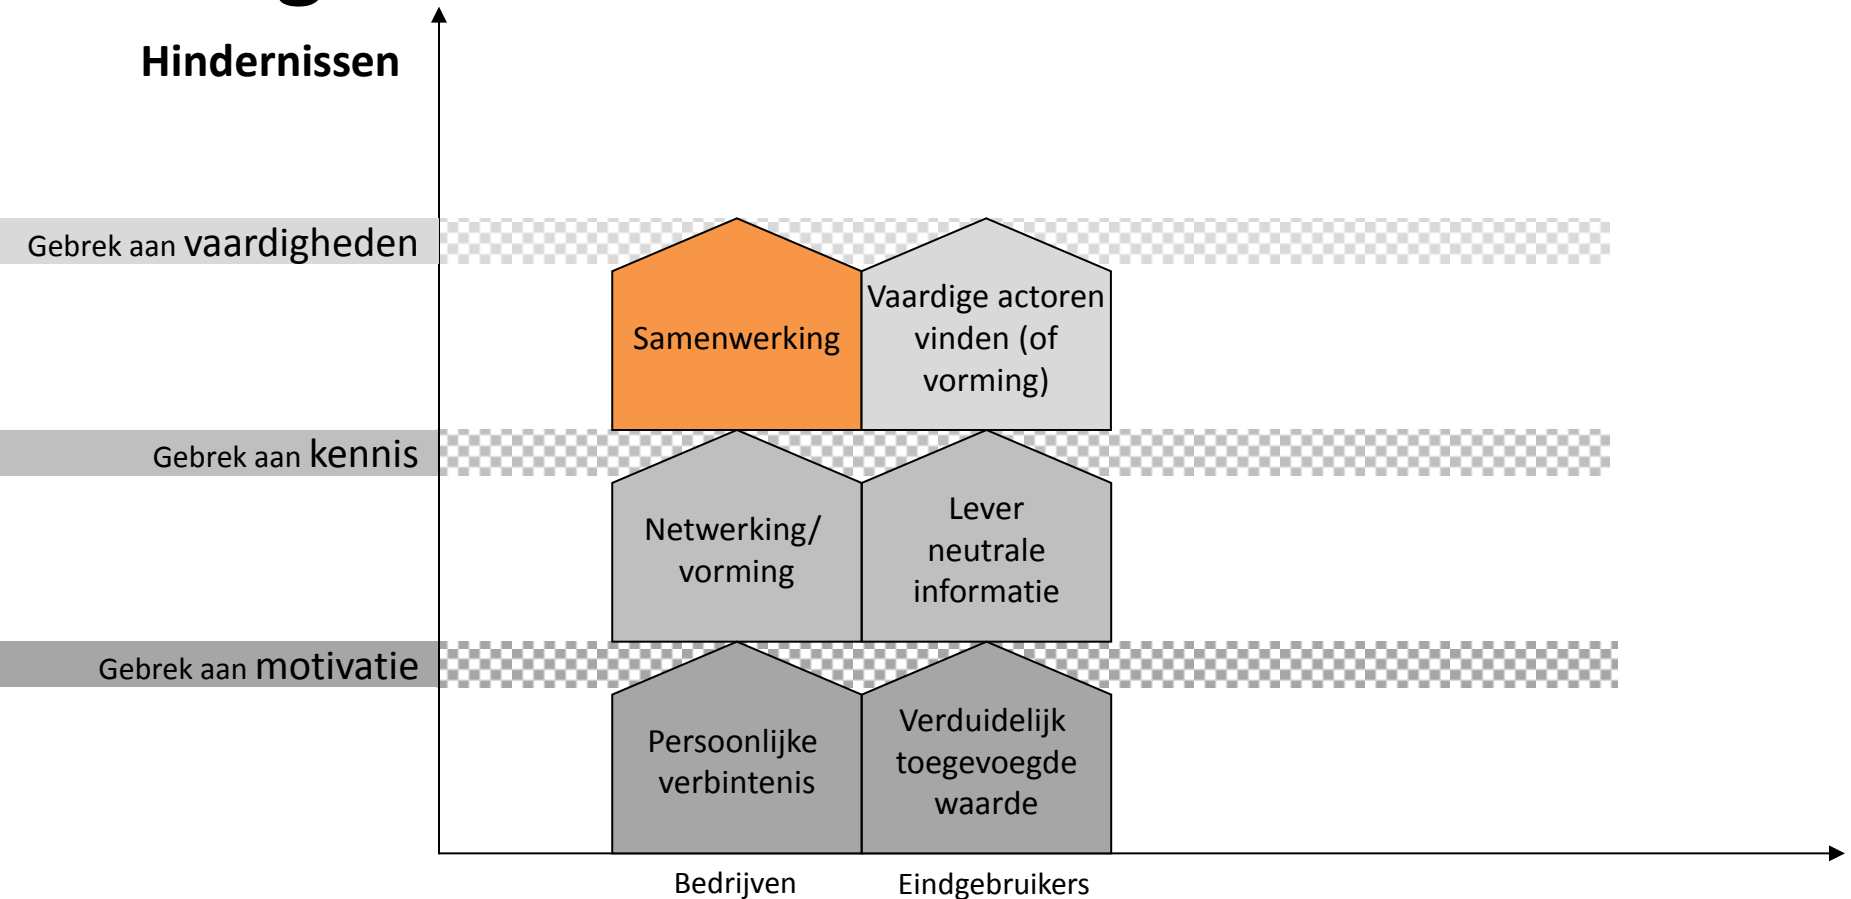 Hindernissen
Gebrek aan vaardigheden
Samenwerking
Vaardige actoren
vinden (of
vorming)
Gebrek aan kennis
Netwerking/
vorming
Lever
neutrale
informatie
Gebrek aan motivatie
Persoonlijke
verbintenis
Verduidelijk
toegevoegde
waarde
Bedrijven
Eindgebruikers